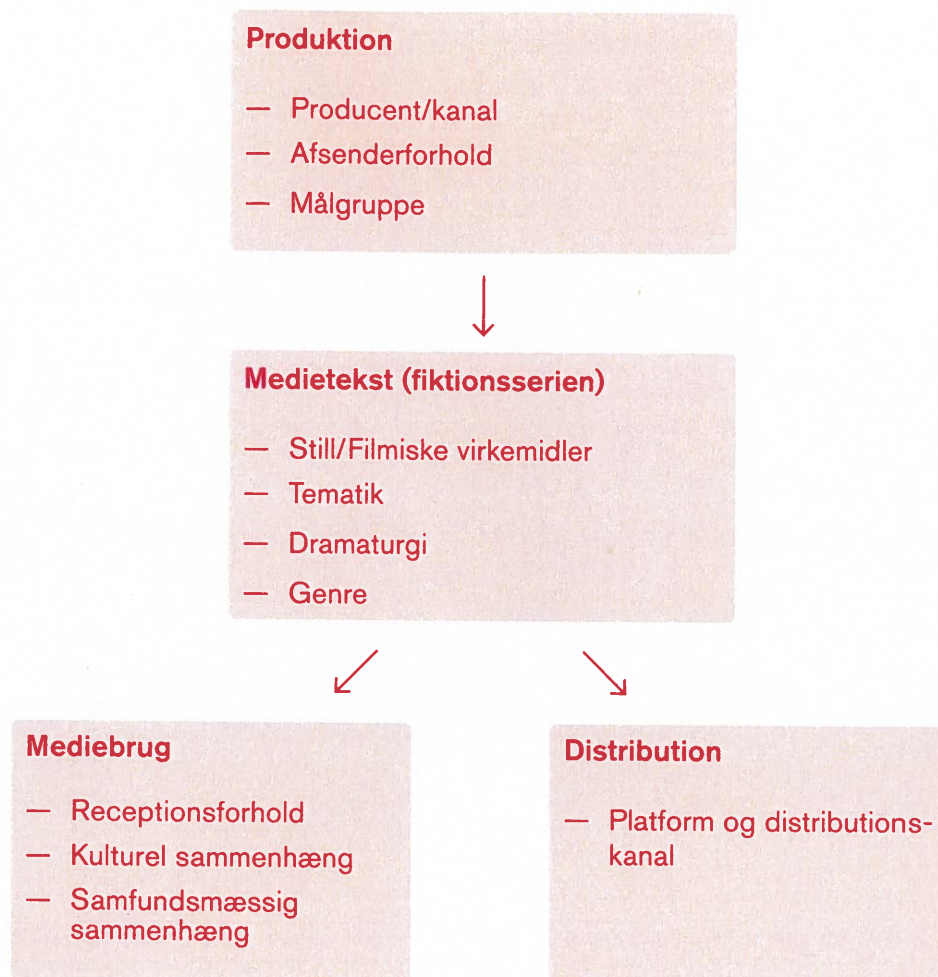 Produktion
— Producent/kanal
— Afsenderforhold
— Målgruppe
Medietekst (fiktionsserien)
— Still/Filmiske virkemidler
— Tematik
— Dramaturgi
— Genre
Mediebrug
— Receptionsforhold
— Kulturel sammenhæng
— Samfundsmæssig
sammenhæng
Distribution
— Platform og distributions-
kanal